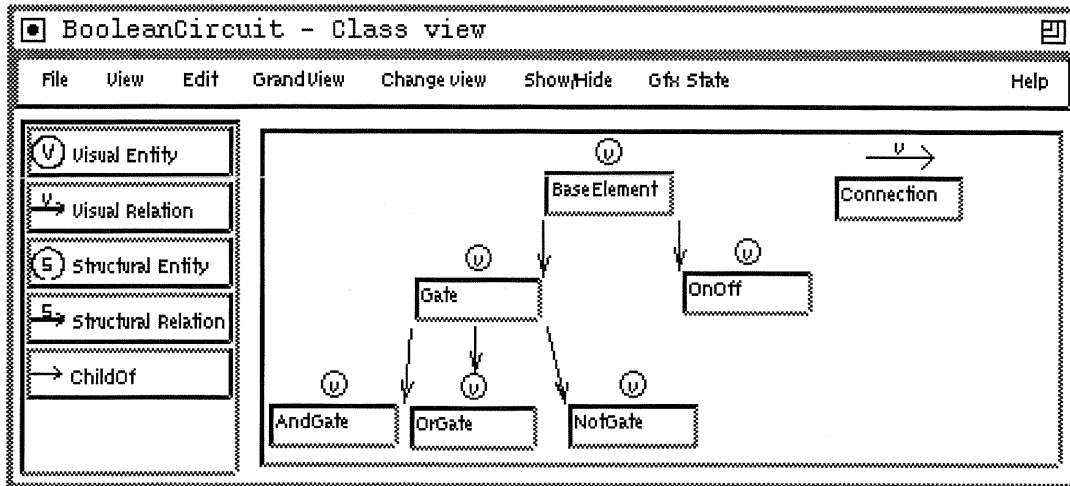 BooleanCircuit - Class view
File View Edit GrandView Change view Show/Hide Gfx State Help
V Visual Entity
V Visual Relation
S Structural Entity
S Structural Relation
ChildOf
V
BaseElement
V
Connection
V
Gate
V
OnOff
V
AndGate
V
OrGate
V
NotGate